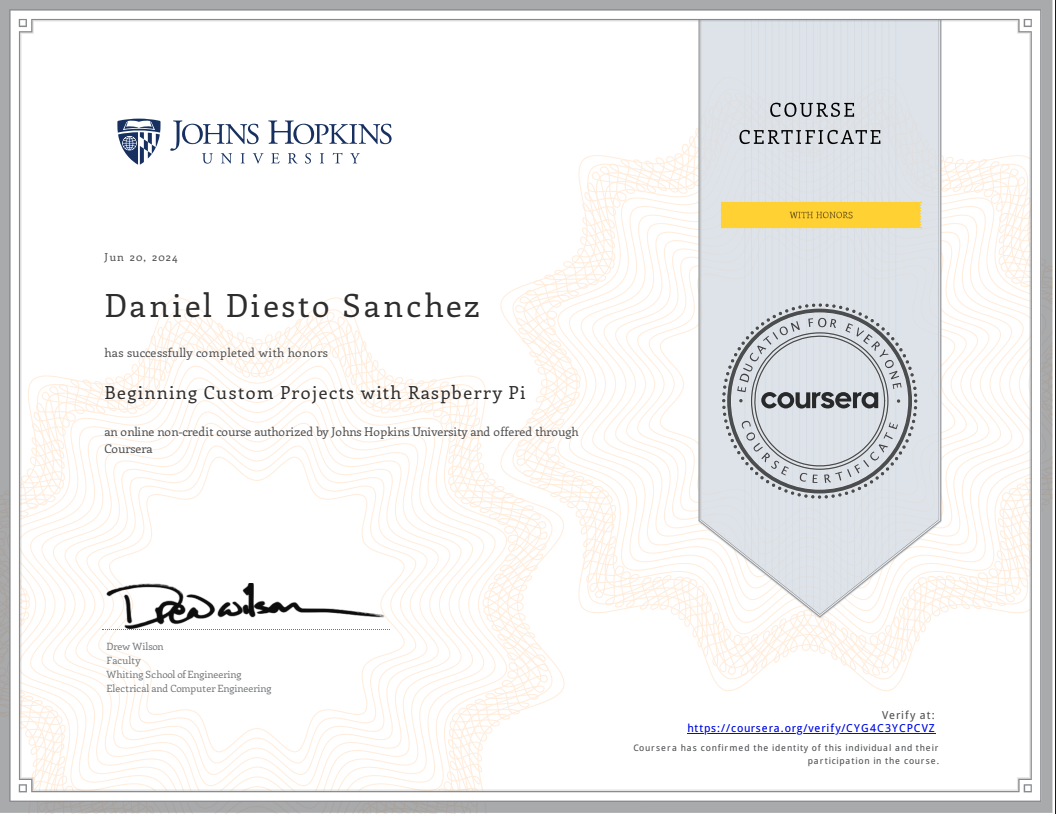 JOHNS HOPKINS
UNIVERSITY
COURSE
CERTIFICATE
WITH HONORS
Jun 20, 2024
Daniel Diesto Sanchez
has successfully completed with honors
Beginning Custom Projects with Raspberry Pi
an online non-credit course authorized by Johns Hopkins University and offered through
Coursera
EDUCATION FOR EVERYONE
coursera
COURSE CERTIFICATE
Drew Wilson
Drew Wilson
Faculty
Whiting School of Engineering
Electrical and Computer Engineering
Verify at:
https://coursera.org/verify/CYG4C3YCPCVZ
Coursera has confirmed the identity of this individual and their
participation in the course.